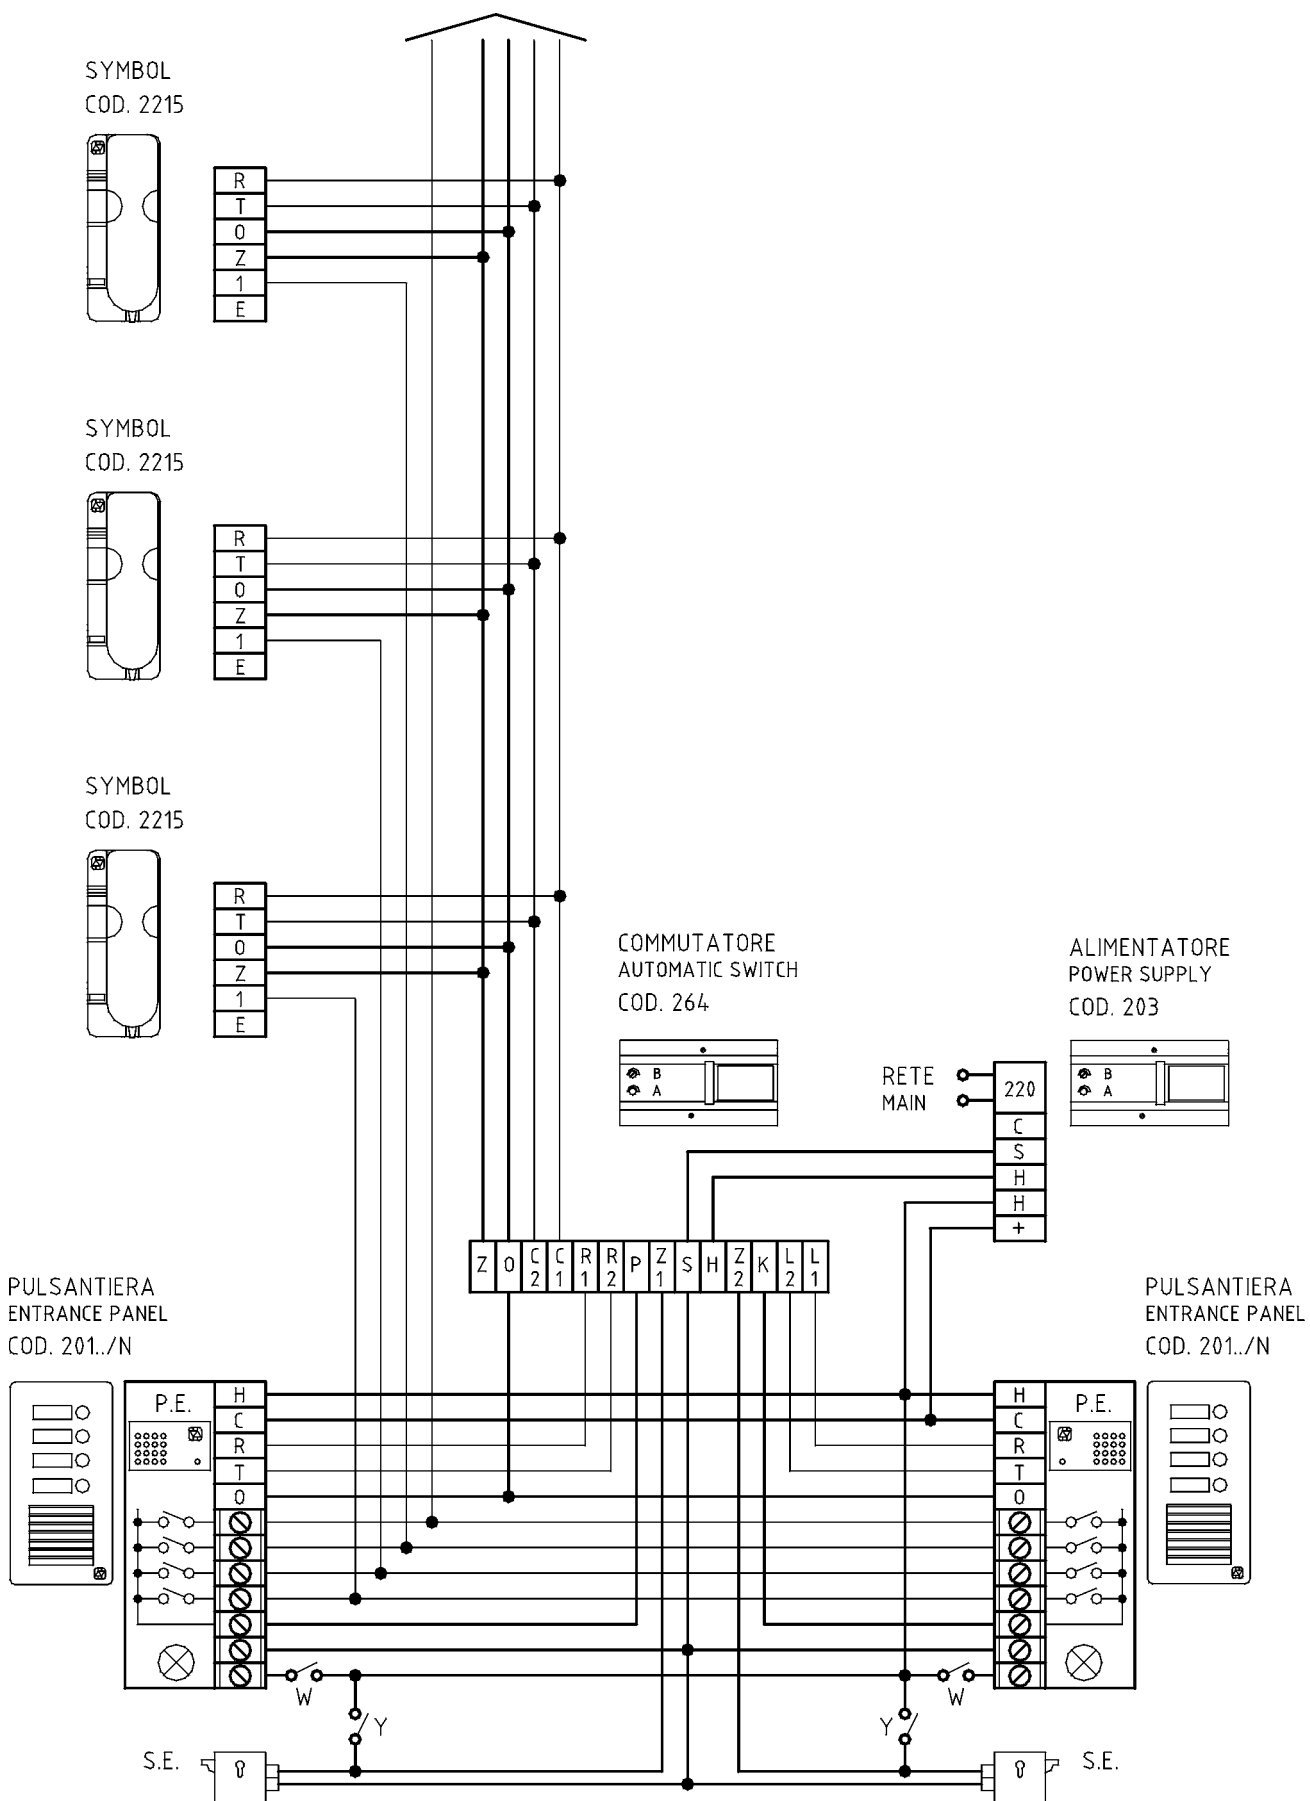 SYMBOL
COD. 2215
R
T
0
Z
1
E
SYMBOL
COD. 2215
R
T
0
Z
1
E
SYMBOL
COD. 2215
R
T
0
Z
1
E
COMMUTATORE
AUTOMATIC SWITCH
COD. 264
B
A
ALIMENTATORE
POWER SUPPLY
COD. 203
B
A
RETE
MAIN
220
C
S
H
H
+
Z 0 C2 C1 R1 R2 P Z1 S H Z2 K L2 L1
PULSANTIERA
ENTRANCE PANEL
COD. 201../N
P.E.
H
C
R
T
0
PULSANTIERA
ENTRANCE PANEL
COD. 201../N
H
C
R
T
0
P.E.
W
Y
W
Y
S.E.
S.E.